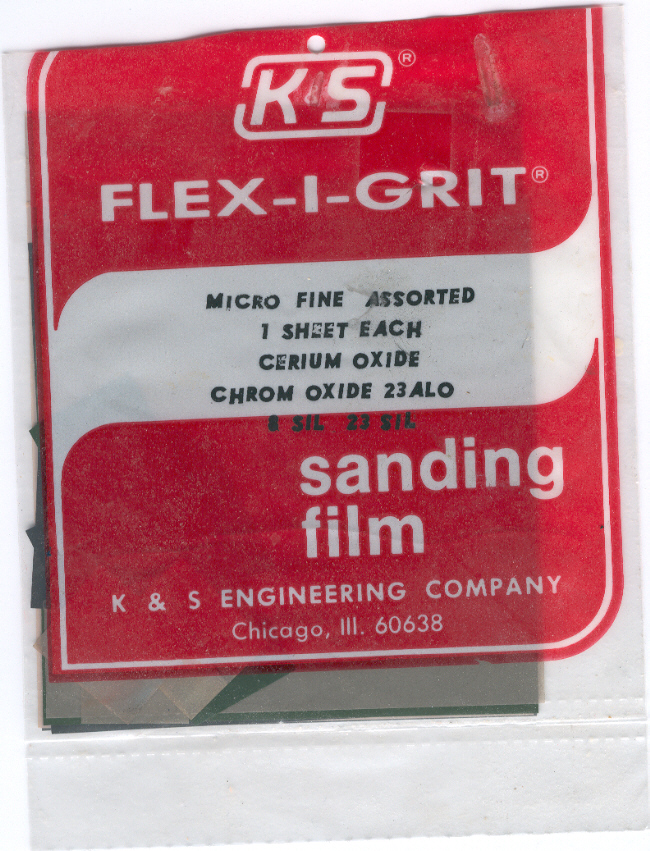 K&S®
FLEX-I-GRIT®
MICRO FINE ASSORTED
1 SHEET EACH
CERIUM OXIDE
CHROM OXIDE 23ALO
8 SIL 23 SIL
sanding
film
K & S ENGINEERING COMPANY
Chicago, Ill. 60638